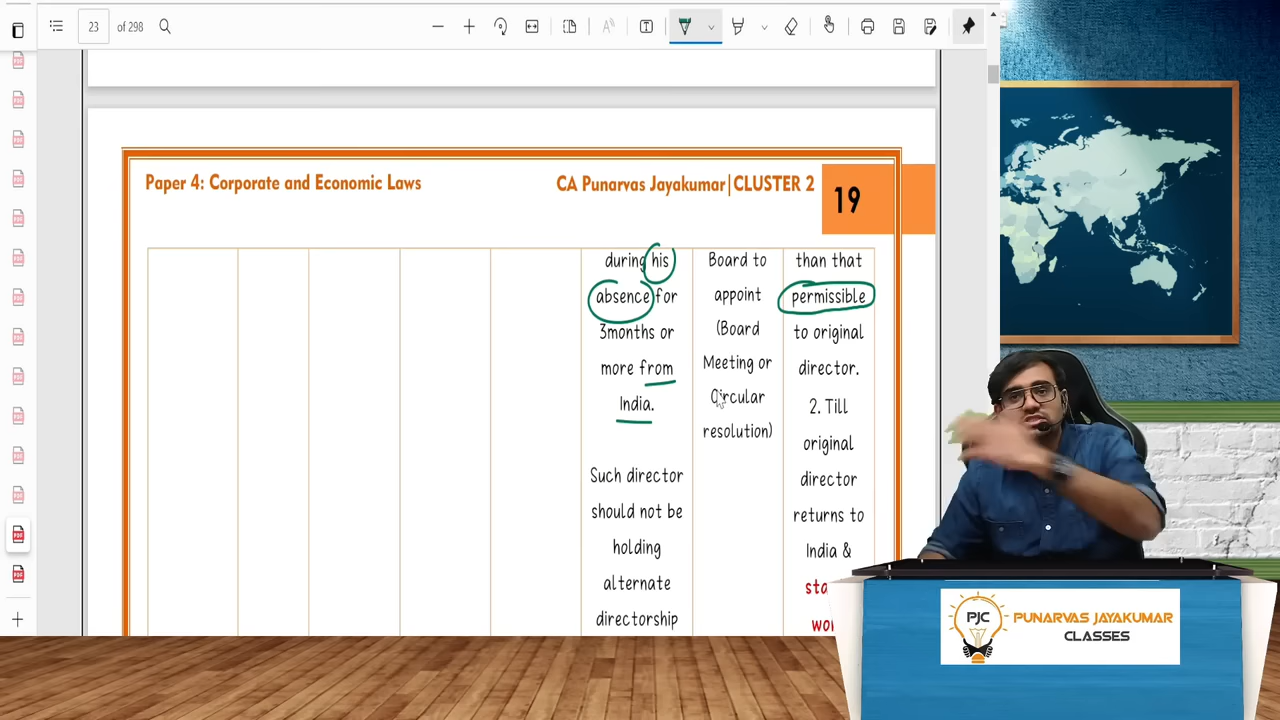 23 of 298
Paper 4: Corporate and Economic Laws
CA Punarvas Jayakumar|CLUSTER 2
19
during his
absence for
3months or
more from
India.
Such director
should not be
holding
alternate
directorship
Board to
appoint
(Board
Meeting or
Circular
resolution)
than that
permissible
to original
director.
2. Till
original
director
returns to
India &
PJC
PUNARVAS JAYAKUMAR
CLASSES